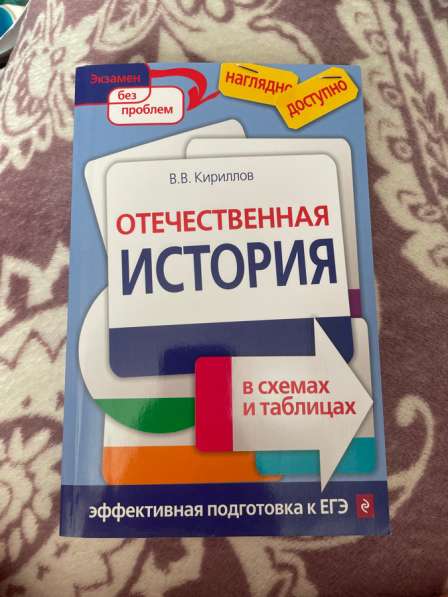 Экзамен
без
проблем
наглядно
доступно
В.В. Кириллов
ОТЕЧЕСТВЕННАЯ
ИСТОРИЯ
в схемах
и таблицах
эффективная подготовка к ЕГЭ